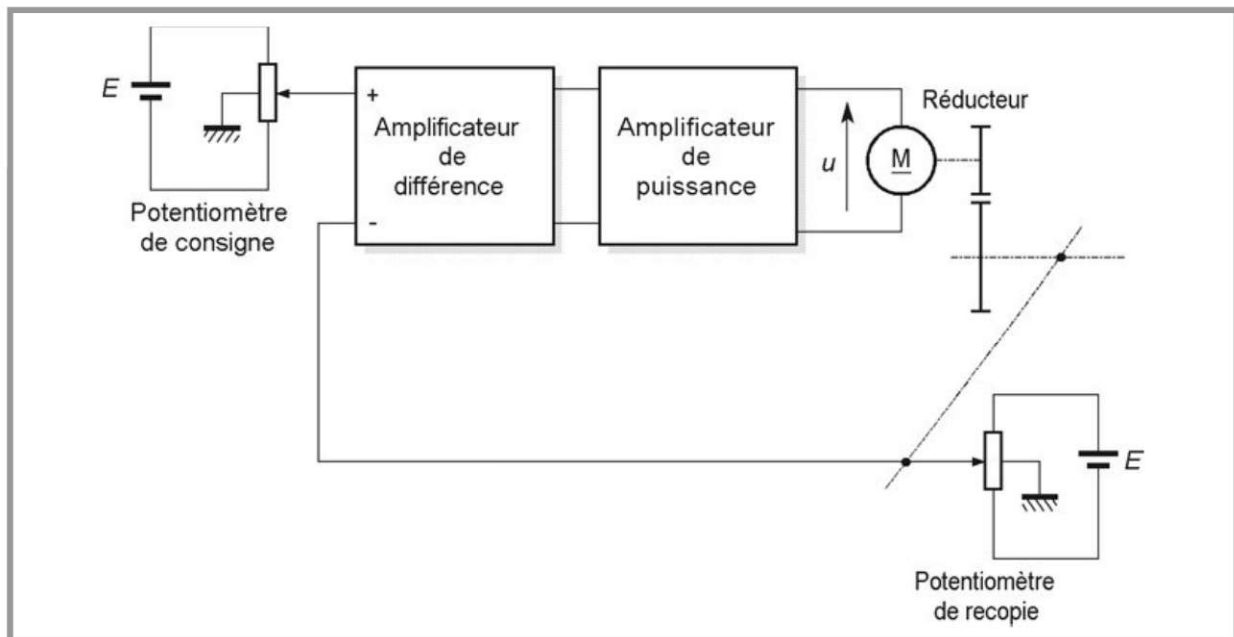 E
+
Amplificateur
de
différence
-
Amplificateur
de
puissance
u
M
Réducteur
Potentiomètre
de consigne
E
Potentiomètre
de recopie